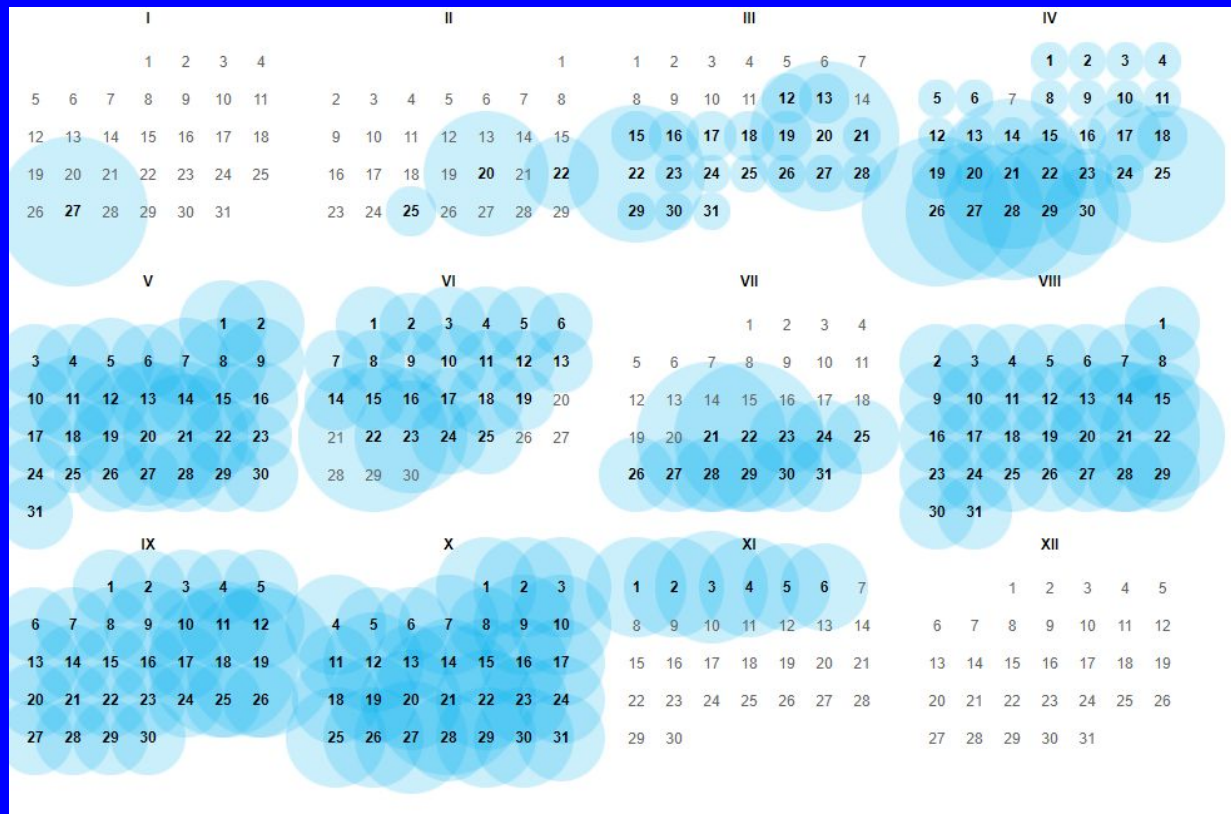 I
1 2 3 4
5 6 7 8 9 10 11
12 13 14 15 16 17 18
19 20 21 22 23 24 25
26 27 28 29 30 31
II
1
2 3 4 5 6 7 8
9 10 11 12 13 14 15
16 17 18 19 20 21 22
23 24 25 26 27 28 29
III
1 2 3 4 5 6 7
8 9 10 11 12 13 14
15 16 17 18 19 20 21
22 23 24 25 26 27 28
29 30 31
IV
1 2 3 4
5 6 7 8 9 10 11
12 13 14 15 16 17 18
19 20 21 22 23 24 25
26 27 28 29 30
V
1 2
3 4 5 6 7 8 9
10 11 12 13 14 15 16
17 18 19 20 21 22 23
24 25 26 27 28 29 30
31
VI
1 2 3 4 5 6
7 8 9 10 11 12 13
14 15 16 17 18 19 20
21 22 23 24 25 26 27
28 29 30
VII
1 2 3 4
5 6 7 8 9 10 11
12 13 14 15 16 17 18
19 20 21 22 23 24 25
26 27 28 29 30 31
VIII
1
2 3 4 5 6 7 8
9 10 11 12 13 14 15
16 17 18 19 20 21 22
23 24 25 26 27 28 29
30 31
IX
1 2 3 4 5
6 7 8 9 10 11 12
13 14 15 16 17 18 19
20 21 22 23 24 25 26
27 28 29 30
X
1 2 3
4 5 6 7 8 9 10
11 12 13 14 15 16 17
18 19 20 21 22 23 24
25 26 27 28 29 30 31
XI
1 2 3 4 5 6 7
8 9 10 11 12 13 14
15 16 17 18 19 20 21
22 23 24 25 26 27 28
29 30
XII
1 2 3 4 5
6 7 8 9 10 11 12
13 14 15 16 17 18 19
20 21 22 23 24 25 26
27 28 29 30 31